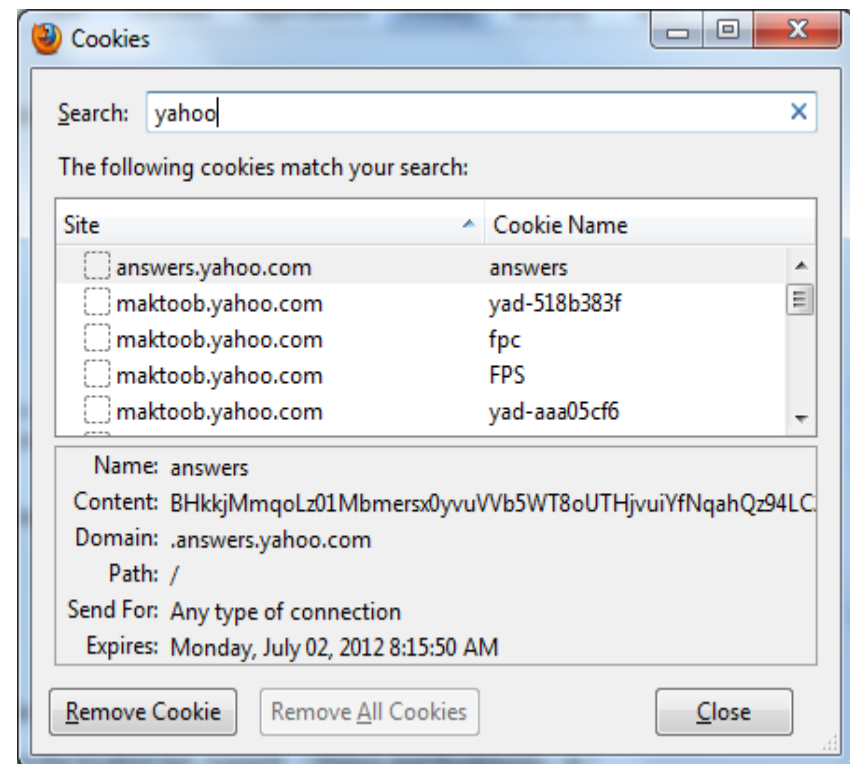 Cookies
Search: yahoo
The following cookies match your search:
Site Cookie Name
answers.yahoo.com answers
maktoob.yahoo.com yad-518b383f
maktoob.yahoo.com fpc
maktoob.yahoo.com FPS
maktoob.yahoo.com yad-aaa05cf6
Name: answers
Content: BHkkjMmqoLz01Mbmersx0yvuVVb5WT8oUTHjvuiYfNqahQz94LC
Domain: .answers.yahoo.com
Path: /
Send For: Any type of connection
Expires: Monday, July 02, 2012 8:15:50 AM
Remove Cookie Remove All Cookies Close